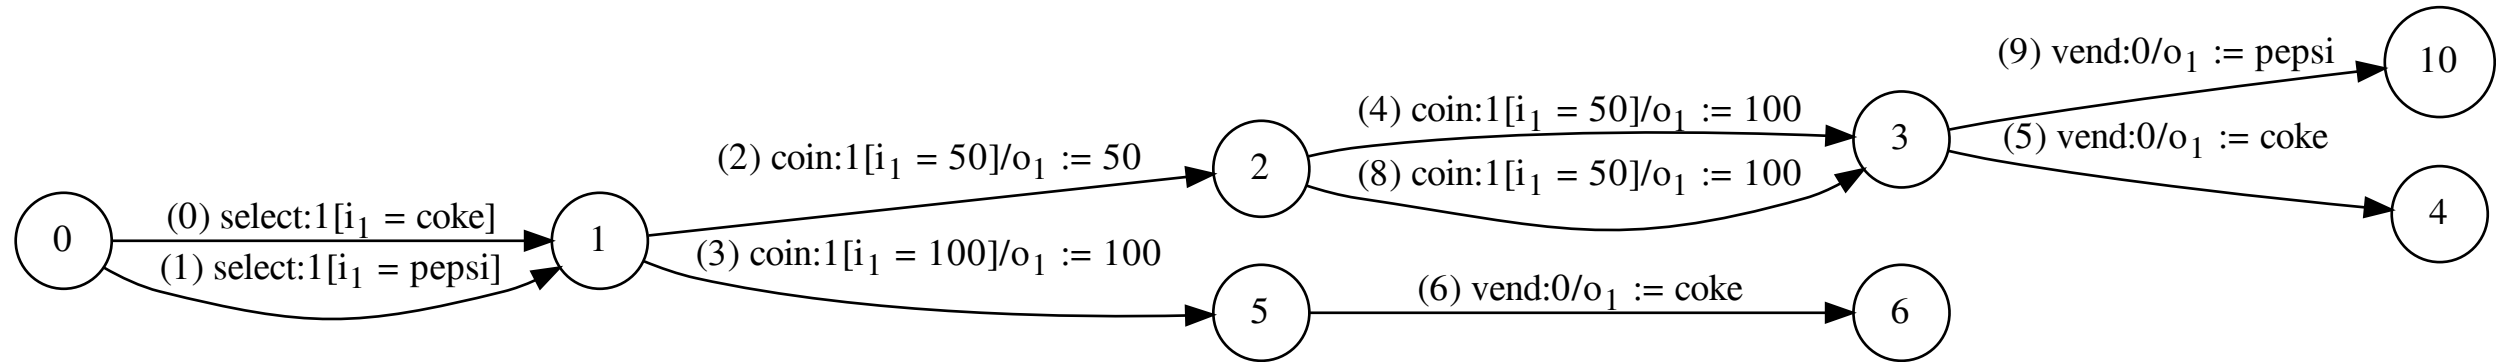 0
(0) select:1[i1 = coke]
(1) select:1[i1 = pepsi]
1
(2) coin:1[i1 = 50]/o1 := 50
(3) coin:1[i1 = 100]/o1 := 100
2
5
(4) coin:1[i1 = 50]/o1 := 100
(8) coin:1[i1 = 50]/o1 := 100
(6) vend:0/o1 := coke
3
6
(9) vend:0/o1 := pepsi
(5) vend:0/o1 := coke
10
4